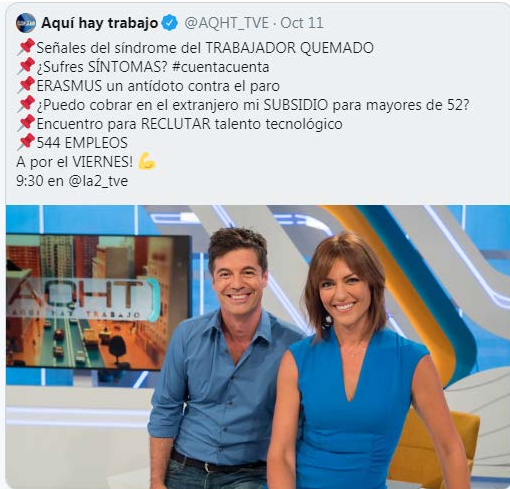 Aquí hay trabajo @AQHT_TVE · Oct 11
📌Señales del síndrome del TRABAJADOR QUEMADO
📌¿Sufres SÍNTOMAS? #cuentacuenta
📌ERASMUS un antídoto contra el paro
📌¿Puedo cobrar en el extranjero mi SUBSIDIO para mayores de 52?
📌Encuentro para RECLUTAR talento tecnológico
📌544 EMPLEOS
A por el VIERNES! 💪
9:30 en @la2_tve
AQHT
AQUÍ HAY TRABAJO